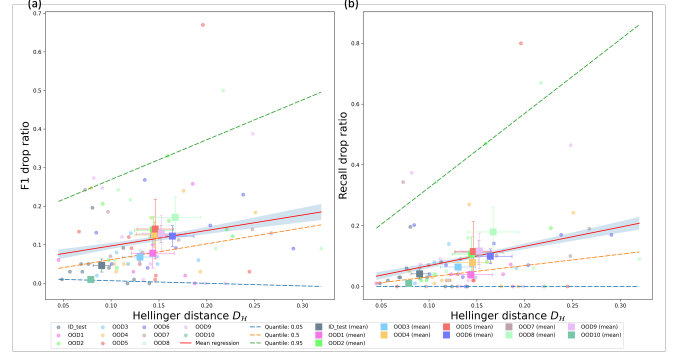 (a)
(b)
F1 drop ratio
0.7
0.6
0.5
0.4
0.3
0.2
0.1
0.0
0.05
0.10
0.15
0.20
0.25
0.30
Hellinger distance D_H
Recall drop ratio
0.8
0.6
0.4
0.2
0.0
0.05
0.10
0.15
0.20
0.25
0.30
Hellinger distance D_H
ID_test
OOD3
OOD6
OOD9
Quantile: 0.05
ID_test (mean)
OOD3 (mean)
OOD5 (mean)
OOD7 (mean)
OOD9 (mean)
OOD1
OOD4
OOD7
OOD10
Quantile: 0.5
OOD1 (mean)
OOD4 (mean)
OOD6 (mean)
OOD8 (mean)
OOD10 (mean)
OOD2
OOD5
OOD8
Mean regression
Quantile: 0.95
OOD2 (mean)